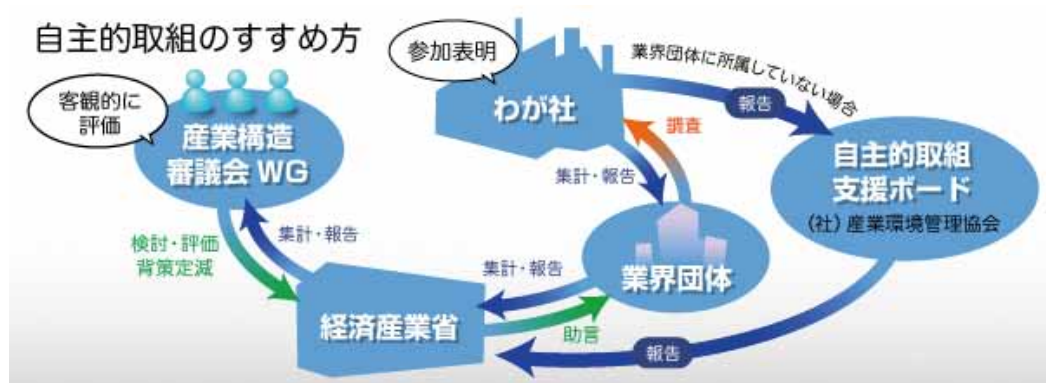 自主的取組のすすめ方
参加表明
業界団体に所属していない場合
客観的に
評価
わが社
報告
産業構造
審議会 WG
調査
自主的取組
支援ボード
(社)産業環境管理協会
集計・報告
検討・評価
背策定減
集計・報告
集計・報告
業界団体
経済産業省
助言
報告